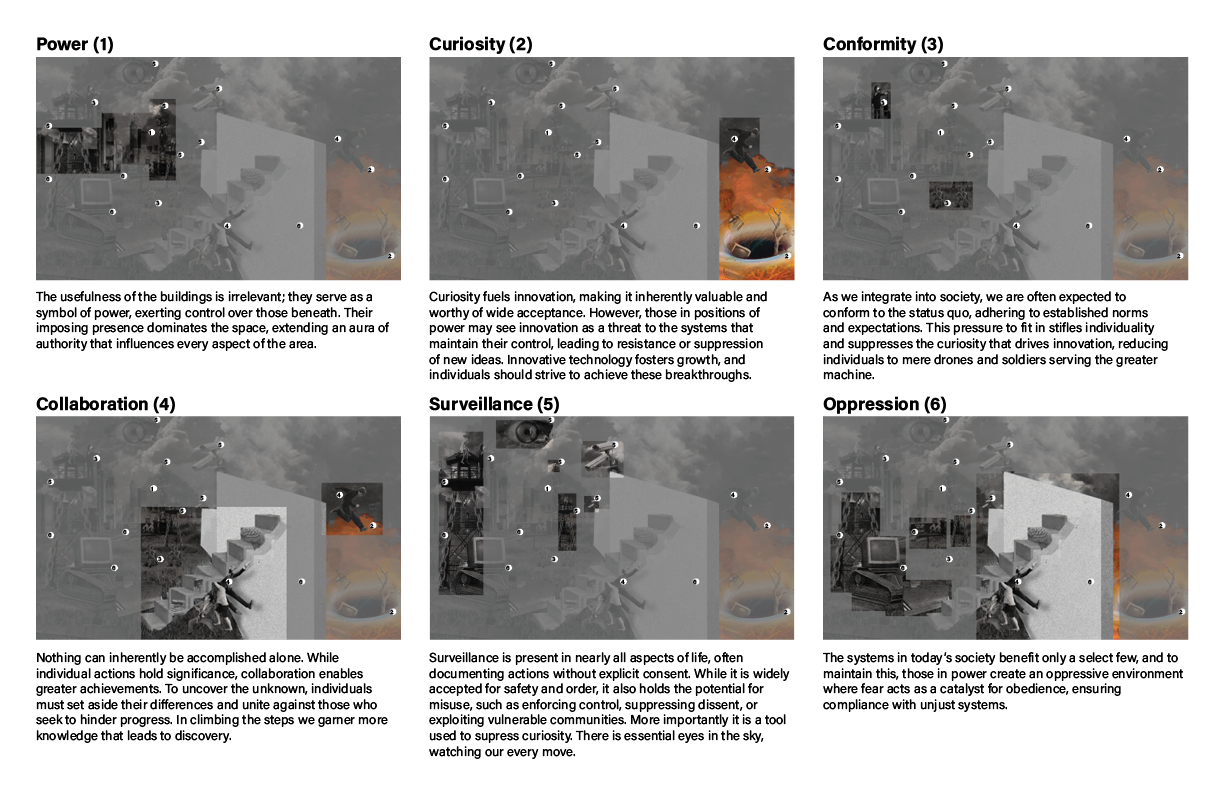 Power (1)
The usefulness of the buildings is irrelevant; they serve as a
symbol of power, exerting control over those beneath. Their
imposing presence dominates the space, extending an aura of
authority that influences every aspect of the area.
Curiosity (2)
Curiosity fuels innovation, making it inherently valuable and
worthy of wide acceptance. However, those in positions of
power may see innovation as a threat to the systems that
maintain their control, leading to resistance or suppression
of new ideas. Innovative technology fosters growth, and
individuals should strive to achieve these breakthroughs.
Conformity (3)
As we integrate into society, we are often expected to
conform to the status quo, adhering to established norms
and expectations. This pressure to fit in stifles individuality
and suppresses the curiosity that drives innovation, reducing
individuals to mere drones and soldiers serving the greater
machine.
Collaboration (4)
Nothing can inherently be accomplished alone. While
individual actions hold significance, collaboration enables
greater achievements. To uncover the unknown, individuals
must set aside their differences and unite against those who
seek to hinder progress. In climbing the steps we garner more
knowledge that leads to discovery.
Surveillance (5)
Surveillance is present in nearly all aspects of life, often
documenting actions without explicit consent. While it is widely
accepted for safety and order, it also holds the potential for
misuse, such as enforcing control, suppressing dissent, or
exploiting vulnerable communities. More importantly it is a tool
used to supress curiosity. There is essential eyes in the sky,
watching our every move.
Oppression (6)
The systems in today's society benefit only a select few, and to
maintain this, those in power create an oppressive environment
where fear acts as a catalyst for obedience, ensuring
compliance with unjust systems.